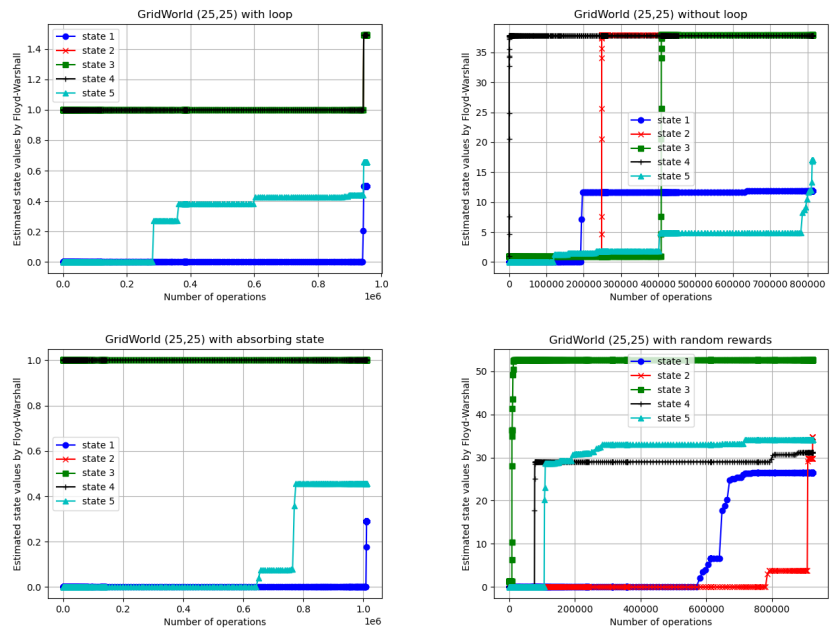 GridWorld (25,25) with loop
Estimated state values by Floyd-Warshall
1.4
1.2
1.0
0.8
0.6
0.4
0.2
0.0
state 1
state 2
state 3
state 4
state 5
0.0 0.2 0.4 0.6 0.8 1.0
1e6
Number of operations
GridWorld (25,25) without loop
Estimated state values by Floyd-Warshall
35
30
25
20
15
10
5
0
state 1
state 2
state 3
state 4
state 5
0 100000 200000 300000 400000 500000 600000 700000 800000
Number of operations
GridWorld (25,25) with absorbing state
Estimated state values by Floyd-Warshall
1.0
0.8
0.6
0.4
0.2
0.0
state 1
state 2
state 3
state 4
state 5
0.0 0.2 0.4 0.6 0.8 1.0
1e6
Number of operations
GridWorld (25,25) with random rewards
Estimated state values by Floyd-Warshall
50
40
30
20
10
0
state 1
state 2
state 3
state 4
state 5
0 200000 400000 600000 800000
Number of operations